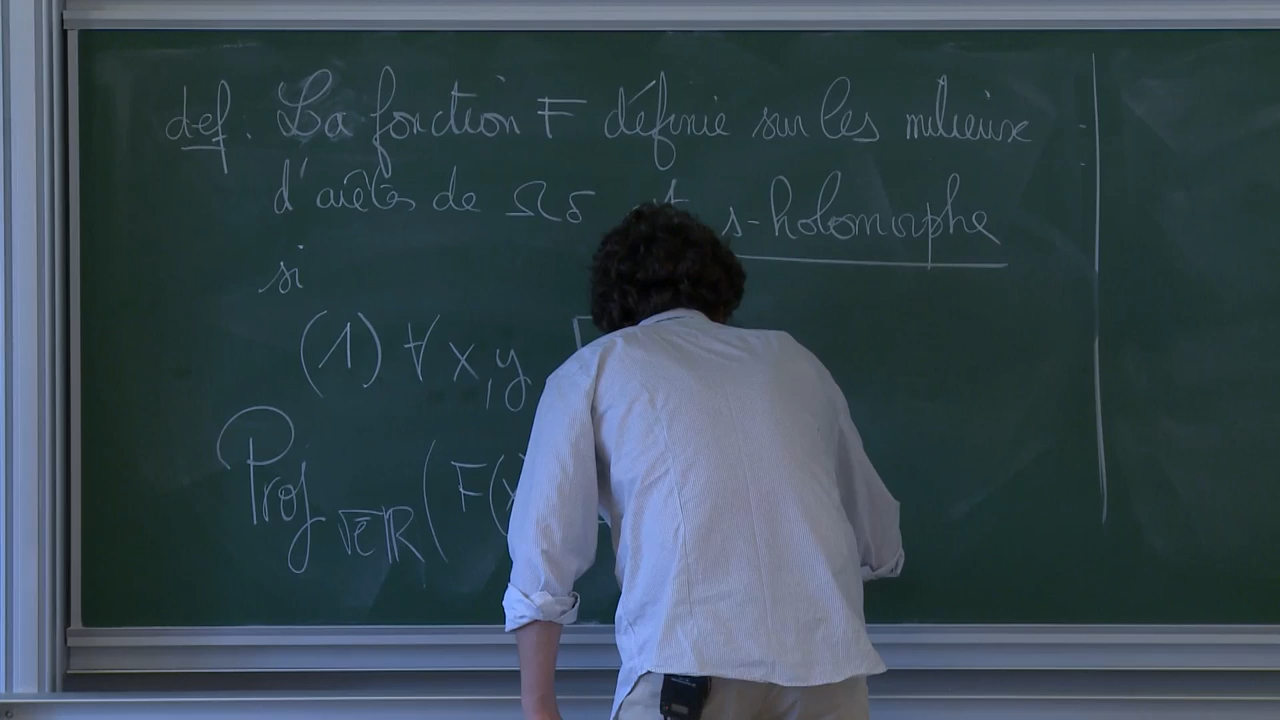 def. La fonction F définie sur les milieux
d'arêtes de Ωδ s-holomorphe
si
(1) ∀ x,y
Proj √e̅ ℝ (F(x